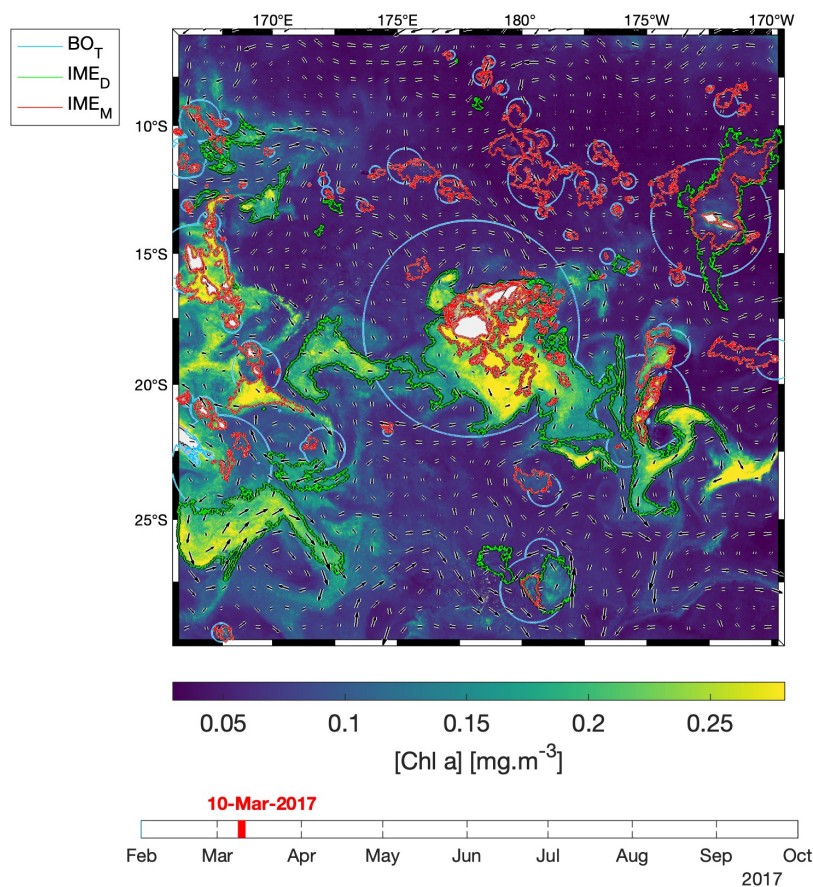 170°E 175°E 180° 175°W 170°W
BO_T
IME_D
IME_M
10°S
15°S
20°S
25°S
0.05 0.1 0.15 0.2 0.25
[Chl a] [mg.m⁻³]
10-Mar-2017
Feb Mar Apr May Jun Jul Aug Sep Oct
2017